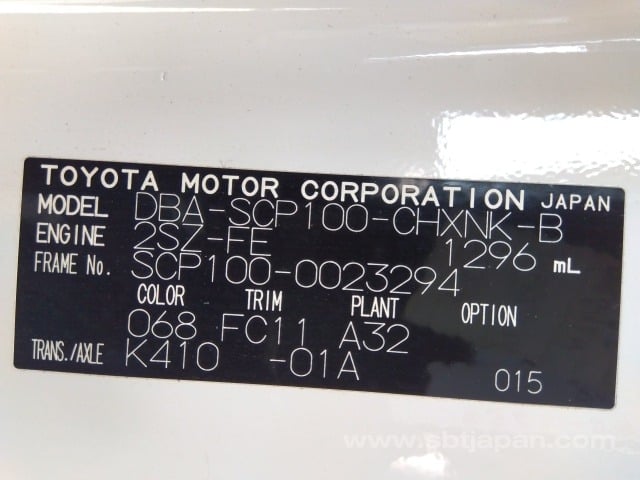 TOYOTA MOTOR CORPORATION JAPAN
MODEL DBA-SCP100-CHXNK-B
ENGINE 2SZ-FE 1296 mL
FRAME No. SCP100-0023294
COLOR TRIM PLANT OPTION
068 FC11 A32
TRANS./AXLE K410 -01A
015
www.sbtjapan.com